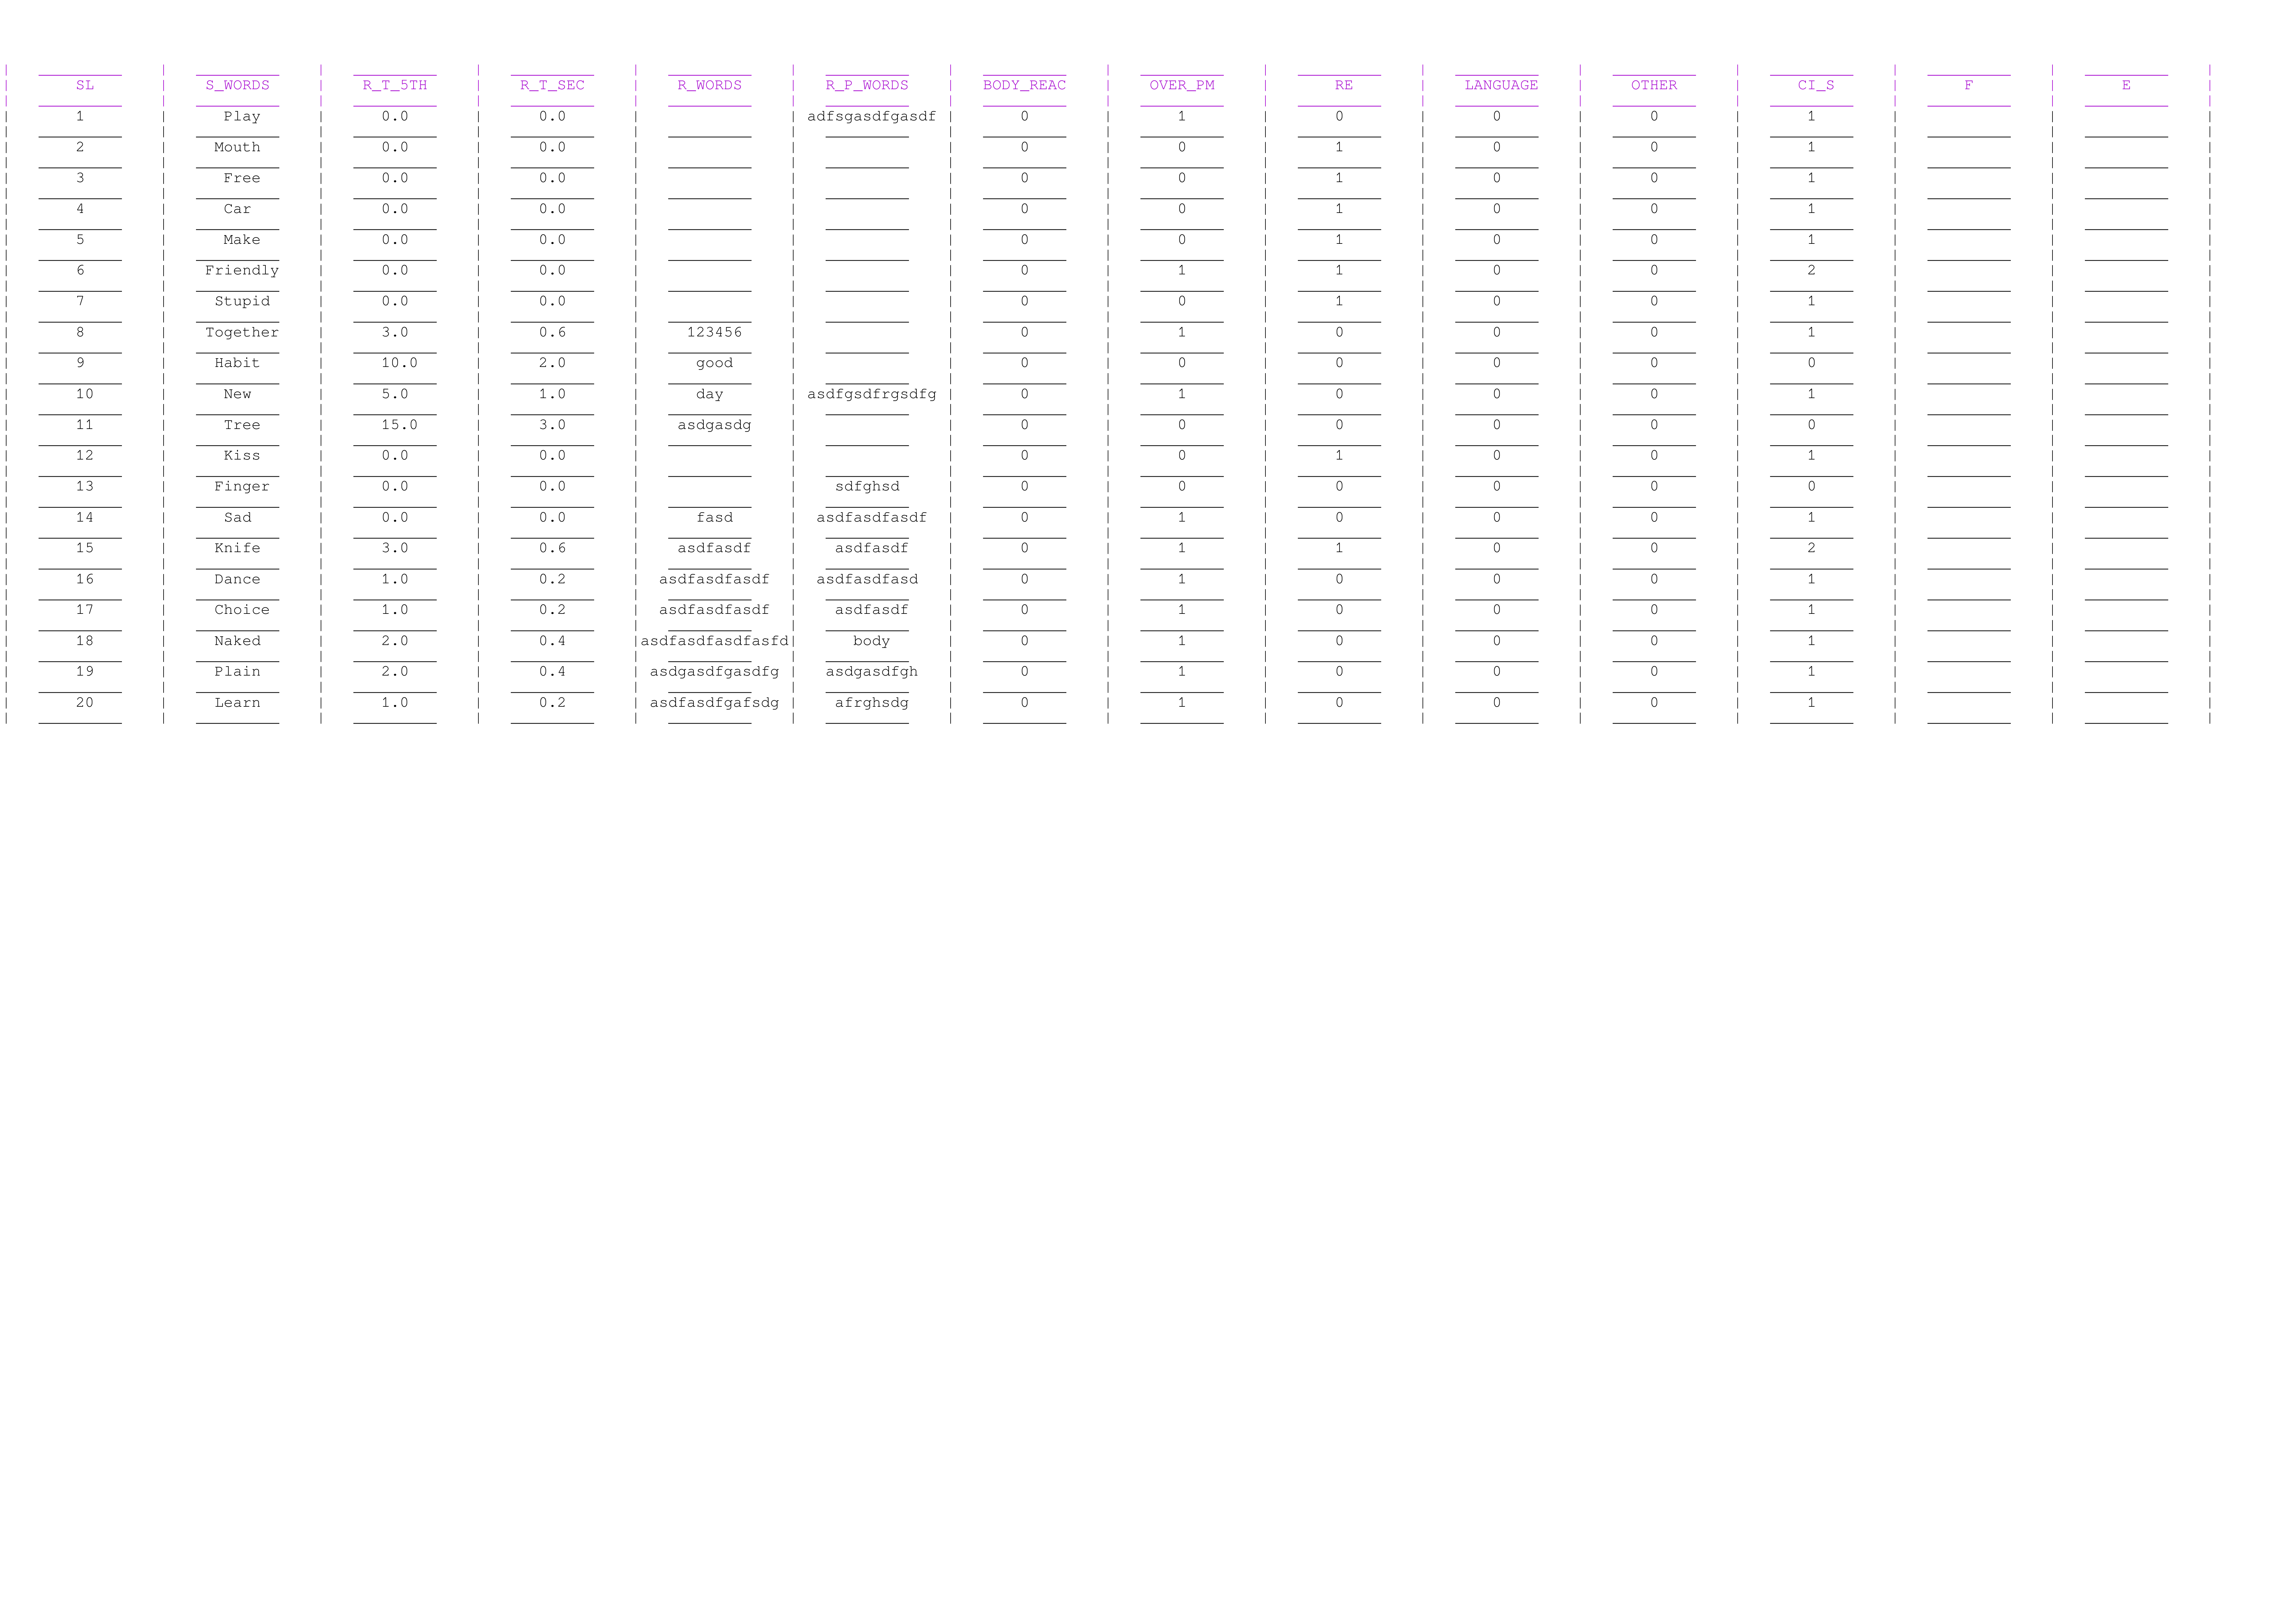 SL S_WORDS R_T_5TH R_T_SEC R_WORDS R_P_WORDS BODY_REAC OVER_PM RE LANGUAGE OTHER CI_S F E
1 Play 0.0 0.0 adfsgasdfgasdf 0 1 0 0 0 1
2 Mouth 0.0 0.0 0 0 1 0 0 1
3 Free 0.0 0.0 0 0 1 0 0 1
4 Car 0.0 0.0 0 0 1 0 0 1
5 Make 0.0 0.0 0 0 1 0 0 1
6 Friendly 0.0 0.0 0 1 1 0 0 2
7 Stupid 0.0 0.0 0 0 1 0 0 1
8 Together 3.0 0.6 123456 0 1 0 0 0 1
9 Habit 10.0 2.0 good 0 0 0 0 0 0
10 New 5.0 1.0 day asdfgsdfrgsdfg 0 1 0 0 0 1
11 Tree 15.0 3.0 asdgasdg 0 0 0 0 0 0
12 Kiss 0.0 0.0 0 0 1 0 0 1
13 Finger 0.0 0.0 sdfghsd 0 0 0 0 0 0
14 Sad 0.0 0.0 fasd asdfasdfasdf 0 1 0 0 0 1
15 Knife 3.0 0.6 asdfasdf asdfasdf 0 1 1 0 0 2
16 Dance 1.0 0.2 asdfasdfasdf asdfasdfasd 0 1 0 0 0 1
17 Choice 1.0 0.2 asdfasdfasdf asdfasdf 0 1 0 0 0 1
18 Naked 2.0 0.4 asdfasdfasdfasfd body 0 1 0 0 0 1
19 Plain 2.0 0.4 asdgasdfgasdfg asdgasdfgh 0 1 0 0 0 1
20 Learn 1.0 0.2 asdfasdfgafsdg afrghsdg 0 1 0 0 0 1